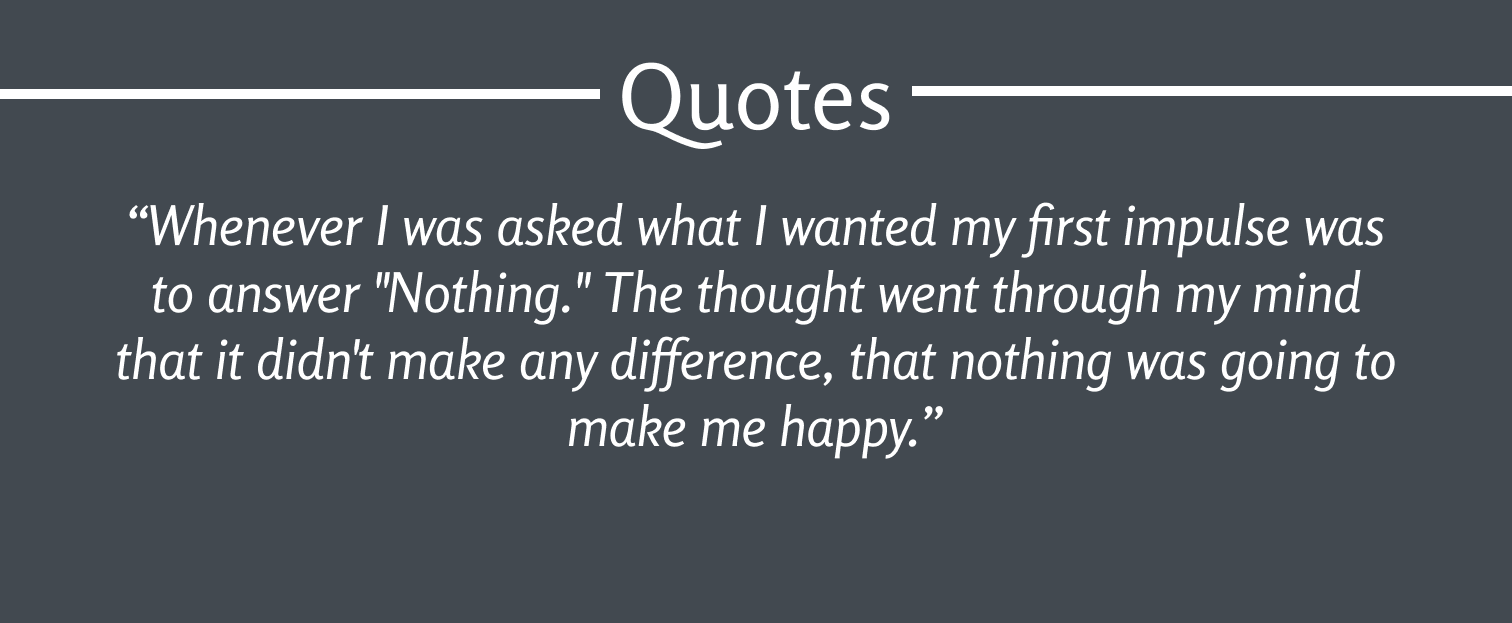 Quotes
“Whenever I was asked what I wanted my first impulse was
to answer "Nothing." The thought went through my mind
that it didn't make any difference, that nothing was going to
make me happy.”